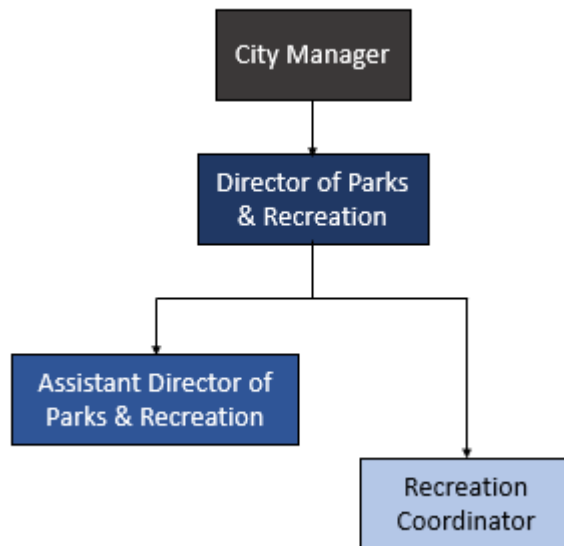 City Manager
Director of Parks
& Recreation
Assistant Director of
Parks & Recreation
Recreation
Coordinator